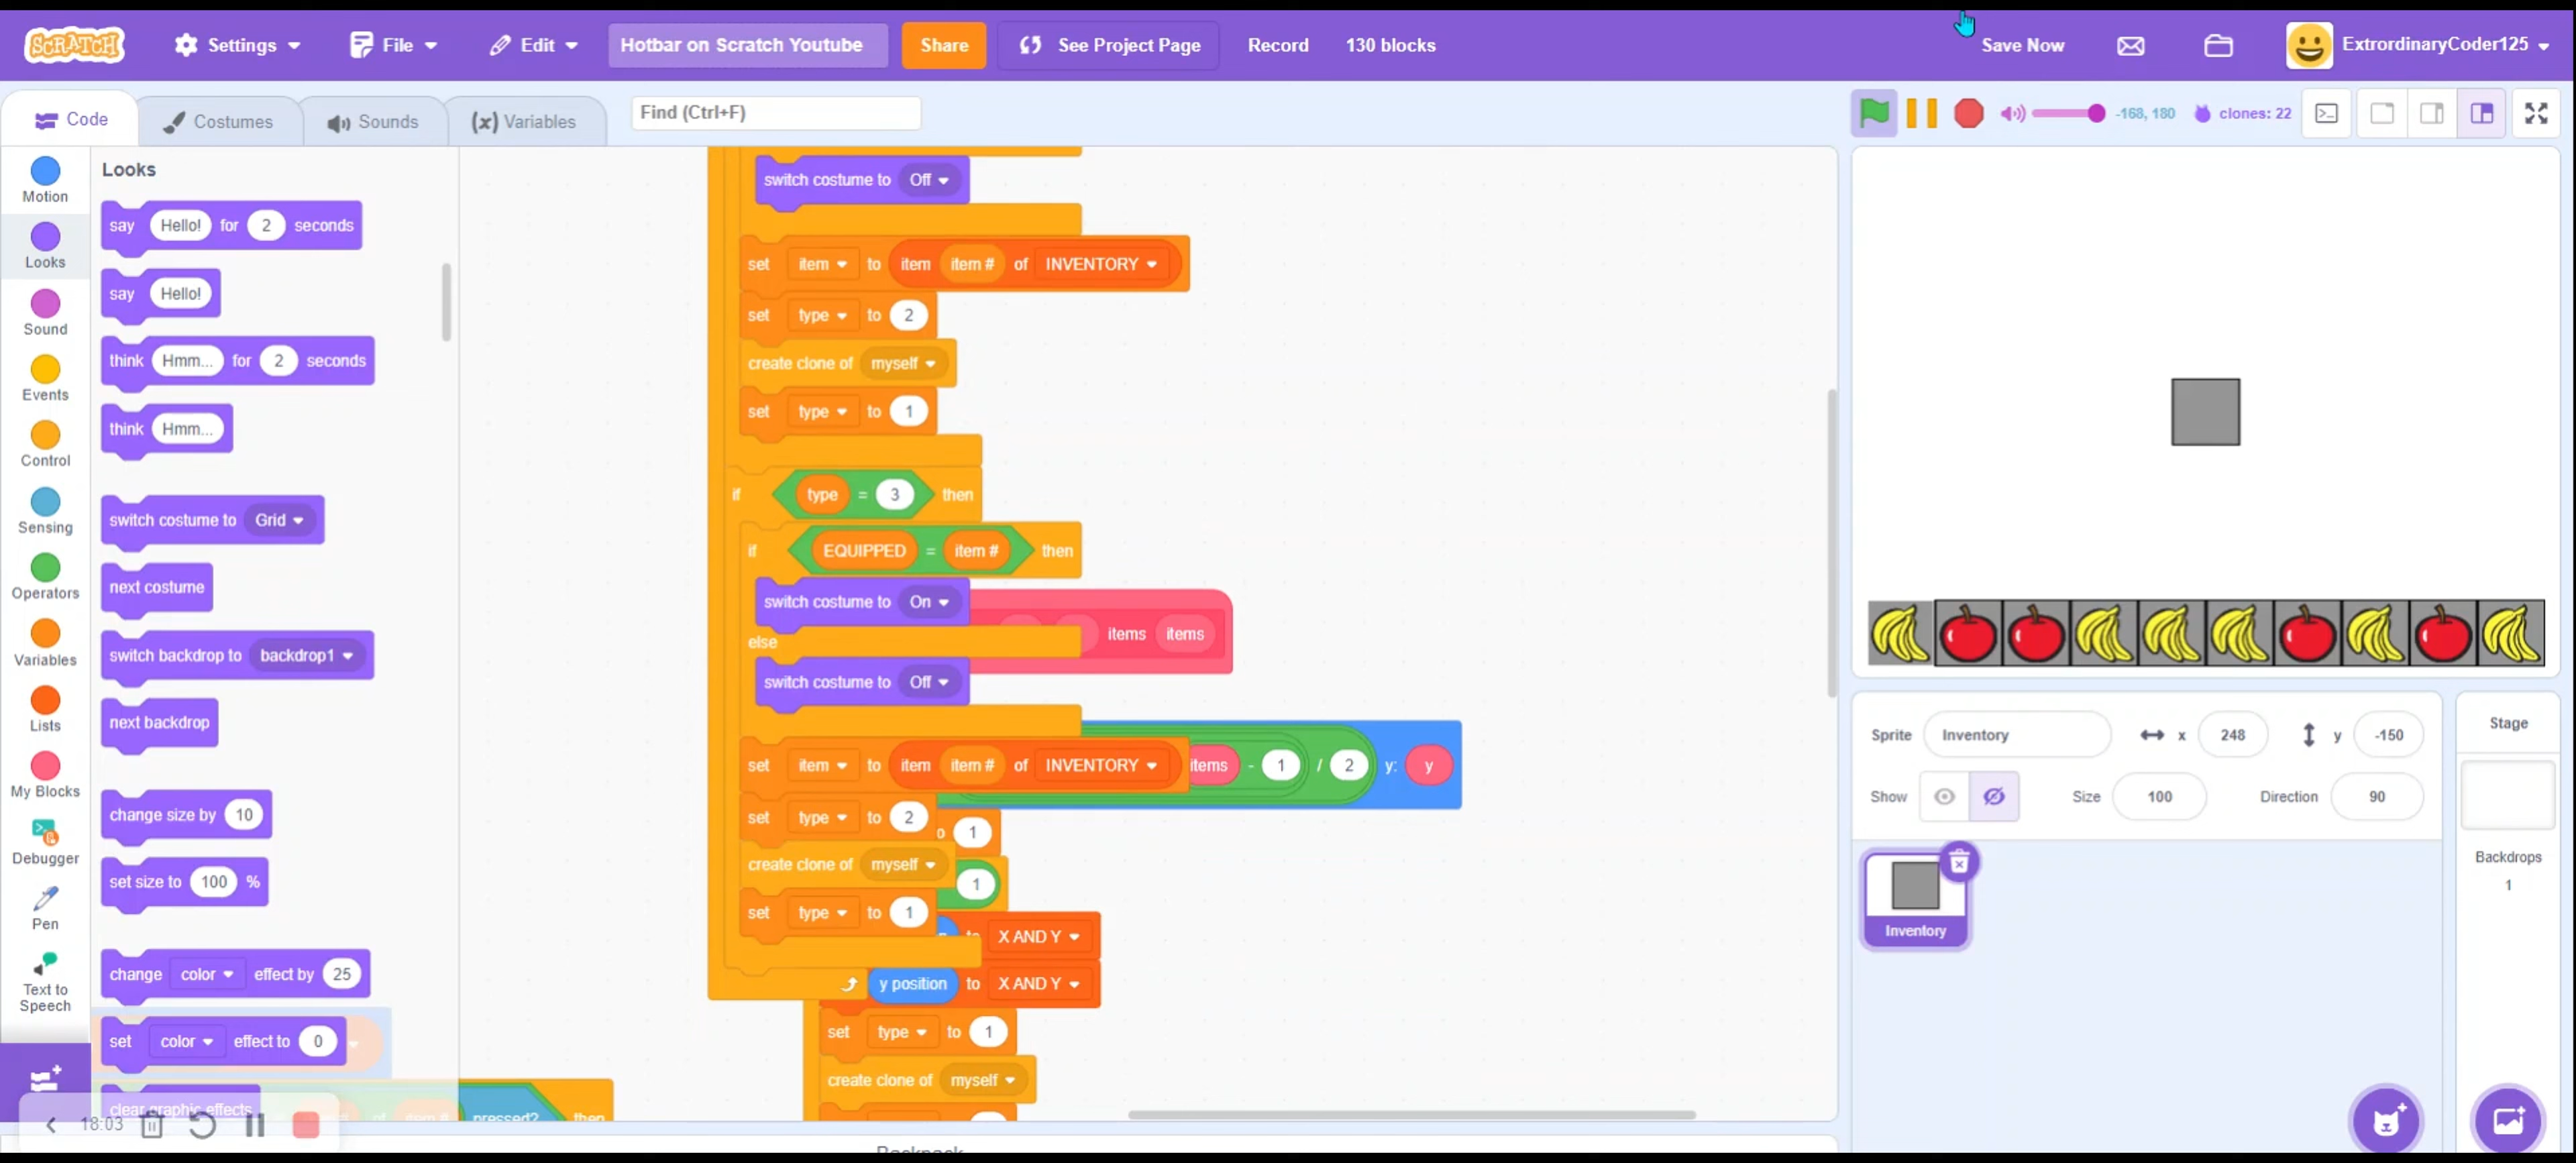 SCRATCH Settings File Edit Hotbar on Scratch Youtube Share See Project Page Record 130 blocks Save Now ExtrordinaryCoder125
Code Costumes Sounds (x) Variables Find (Ctrl+F) -168, 180 clones: 22
Motion
Looks
Sound
Events
Control
Sensing
Operators
Variables
Lists
My Blocks
Debugger
Pen
Text to
Speech
Looks
say Hello! for 2 seconds
say Hello!
think Hmm... for 2 seconds
think Hmm...
switch costume to Grid
next costume
switch backdrop to backdrop1
next backdrop
change size by 10
set size to 100 %
change color effect by 25
set color effect to 0
clear graphic effects
18:03
pressed? then
switch costume to Off
set item to item item # of INVENTORY
set type to 2
create clone of myself
set type to 1
if type = 3 then
if EQUIPPED = item # then
switch costume to On
items items
else
switch costume to Off
set item to item item # of INVENTORY items - 1 / 2 y: y
set type to 2 1
create clone of myself 1
set type to 1
X AND Y
y position to X AND Y
set type to 1
create clone of myself
Sprite Inventory x 248 y -150
Show Size 100 Direction 90
Inventory
Stage
Backdrops
1